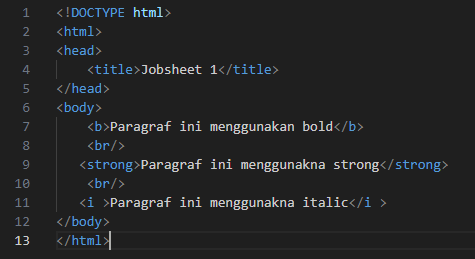 1 <!DOCTYPE html>
2 <html>
3 <head>
4 <title>Jobsheet 1</title>
5 </head>
6 <body>
7 <b>Paragraf ini menggunakan bold</b>
8 <br/>
9 <strong>Paragraf ini menggunakna strong</strong>
10 <br/>
11 <i >Paragraf ini menggunakna italic</i >
12 </body>
13 </html>